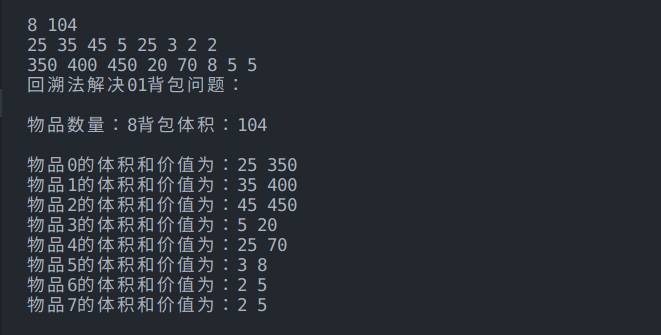 8 104
25 35 45 5 25 3 2 2
350 400 450 20 70 8 5 5
回溯法解决01背包问题：
物品数量：8背包体积：104
物品0的体积和价值为：25 350
物品1的体积和价值为：35 400
物品2的体积和价值为：45 450
物品3的体积和价值为：5 20
物品4的体积和价值为：25 70
物品5的体积和价值为：3 8
物品6的体积和价值为：2 5
物品7的体积和价值为：2 5